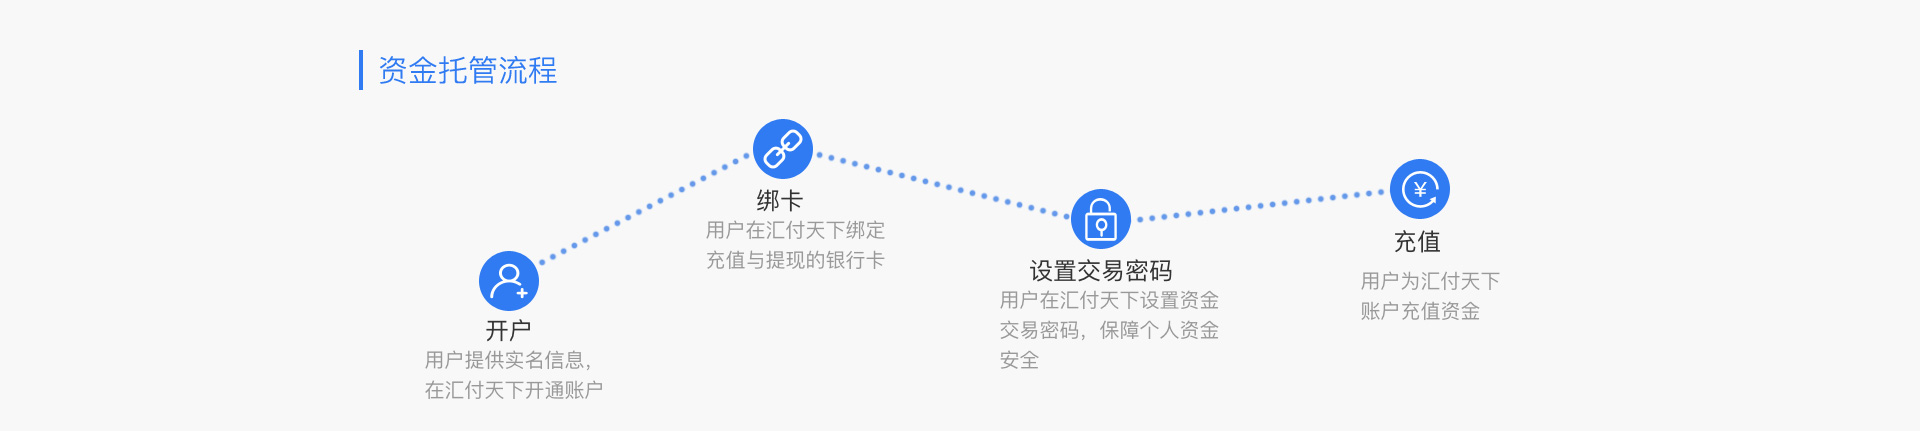 资金托管流程
开户
用户提供实名信息，
在汇付天下开通账户
绑卡
用户在汇付天下绑定
充值与提现的银行卡
设置交易密码
用户在汇付天下设置资金
交易密码，保障个人资金
安全
¥
充值
用户为汇付天下
账户充值资金